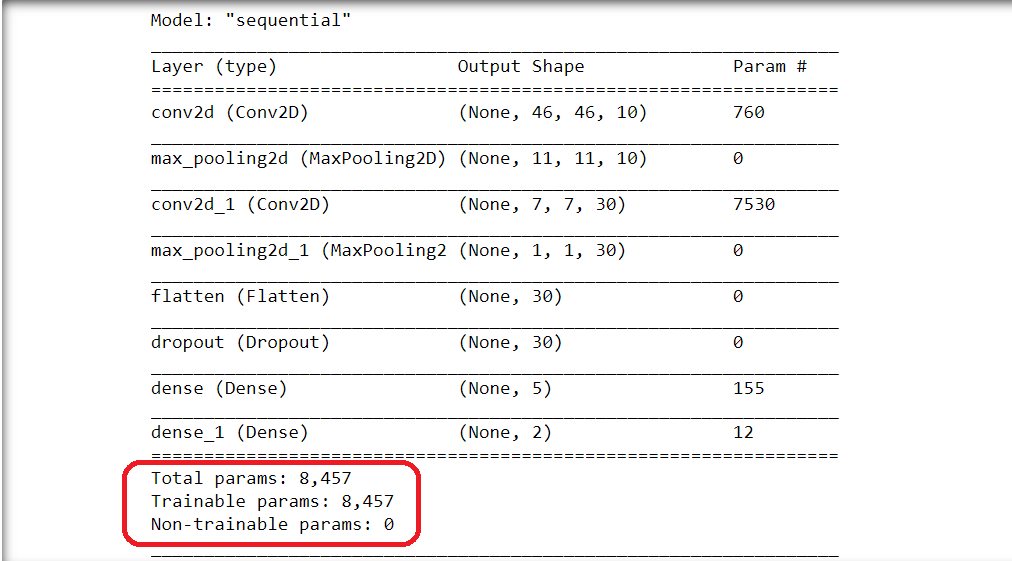 Model: "sequential"
Layer (type) Output Shape Param #
conv2d (Conv2D) (None, 46, 46, 10) 760
max_pooling2d (MaxPooling2D) (None, 11, 11, 10) 0
conv2d_1 (Conv2D) (None, 7, 7, 30) 7530
max_pooling2d_1 (MaxPooling2 (None, 1, 1, 30) 0
flatten (Flatten) (None, 30) 0
dropout (Dropout) (None, 30) 0
dense (Dense) (None, 5) 155
dense_1 (Dense) (None, 2) 12
Total params: 8,457
Trainable params: 8,457
Non-trainable params: 0